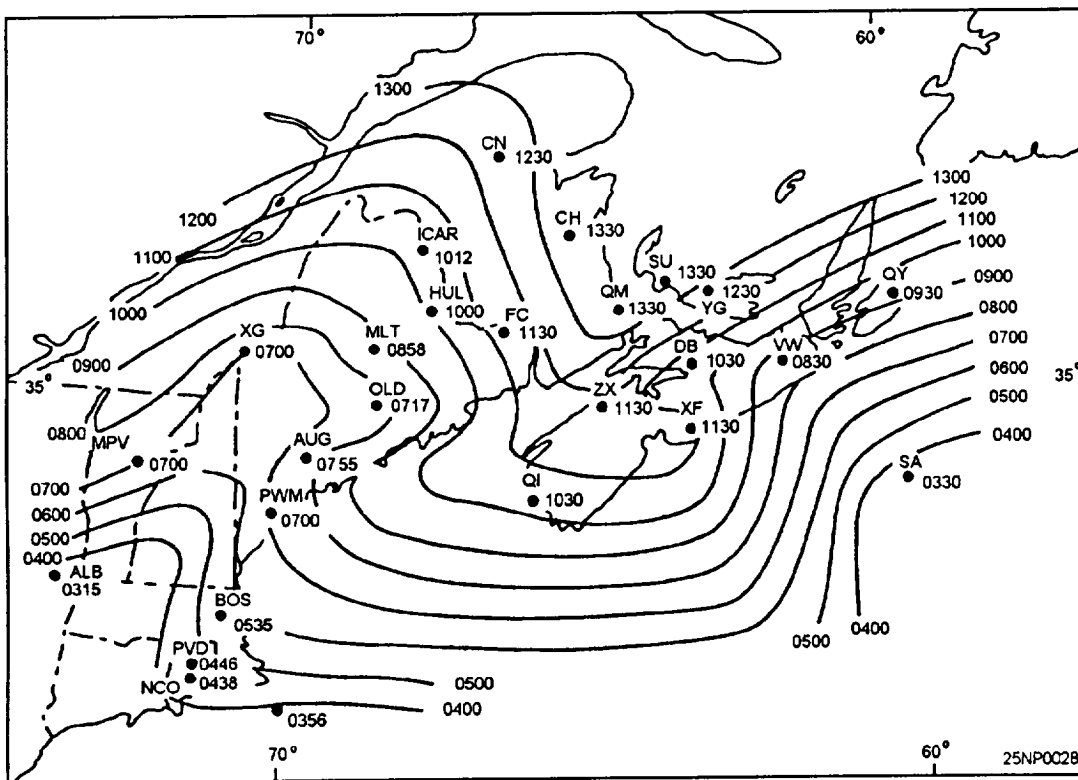 70°
60°
1300
CN
1230
1300
1200
1200
1100
ICAR
1012
CH
1330
1000
1100
SU
1330
QY
0930
0900
HUL
1000
QM
1330
YG
1230
0800
1000
FC
1130
XG
0700
MLT
0858
DB
1030
VW
0830
0700
0900
35°
0600
35°
OLD
0717
ZX
1130
XF
1130
0500
0800
MPV
0700
AUG
0755
0400
SA
0330
0700
PWM
0700
QI
1030
0600
0500
0400
ALB
0315
BOS
0535
0500
0400
PVD
0446
0438
NCO
0500
0400
0356
70°
60°
25NP0028